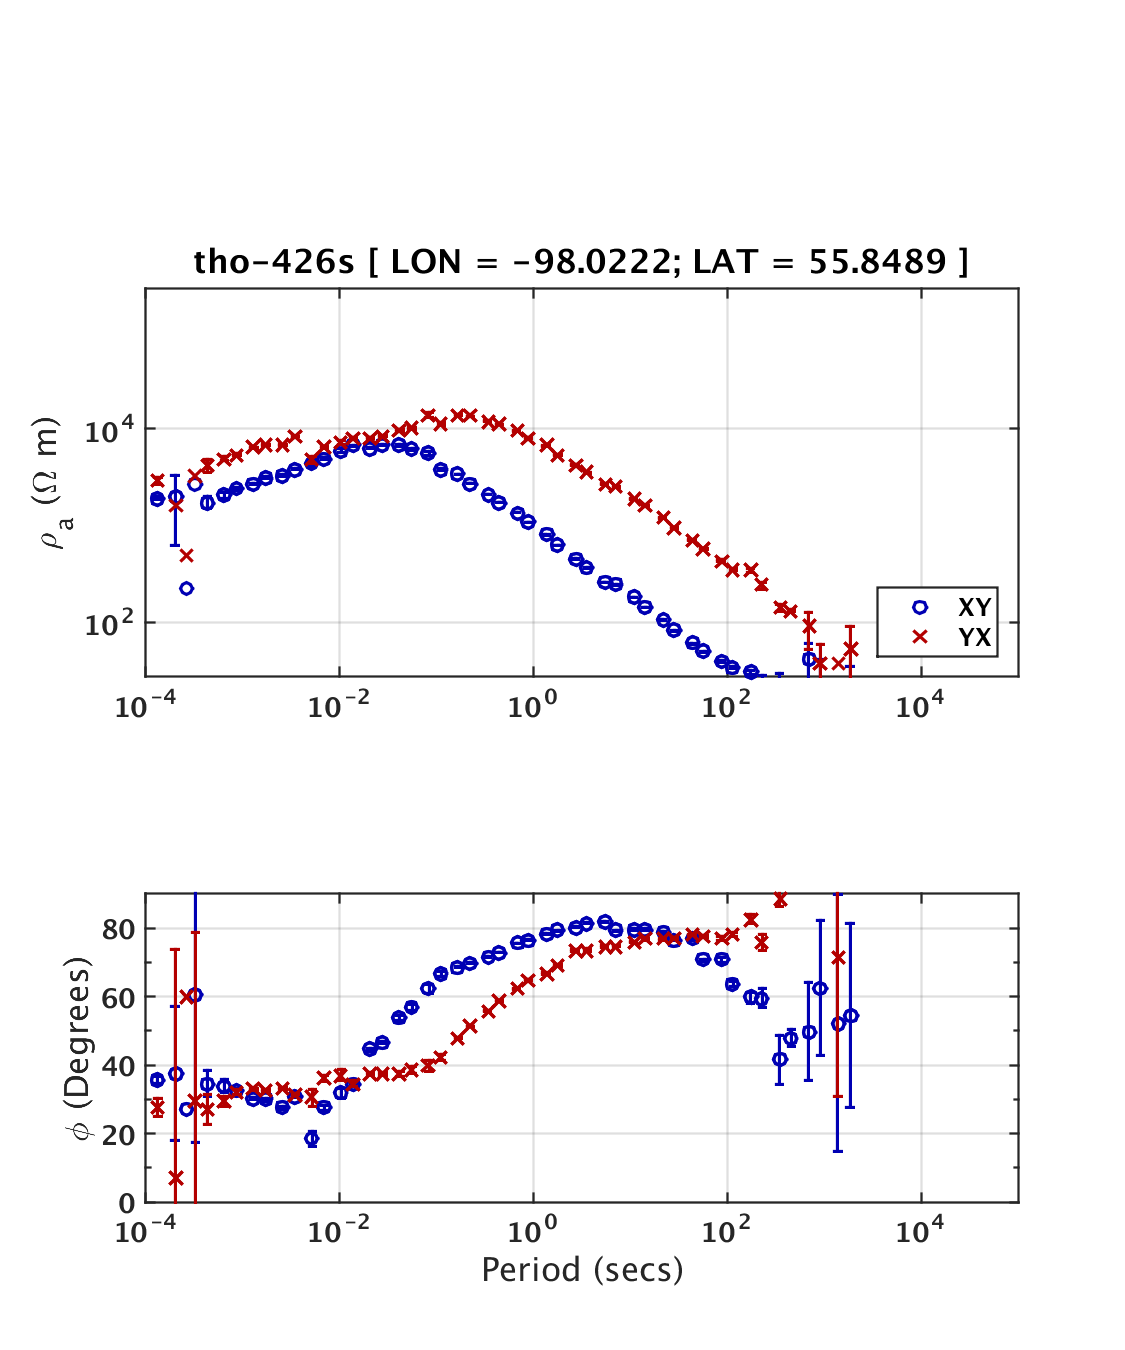 tho-426s [ LON = -98.0222; LAT = 55.8489 ]
ρa (Ω m)
10^4
10^2
XY
YX
10^-4 10^-2 10^0 10^2 10^4
φ (Degrees)
80
60
40
20
0
10^-4 10^-2 10^0 10^2 10^4
Period (secs)